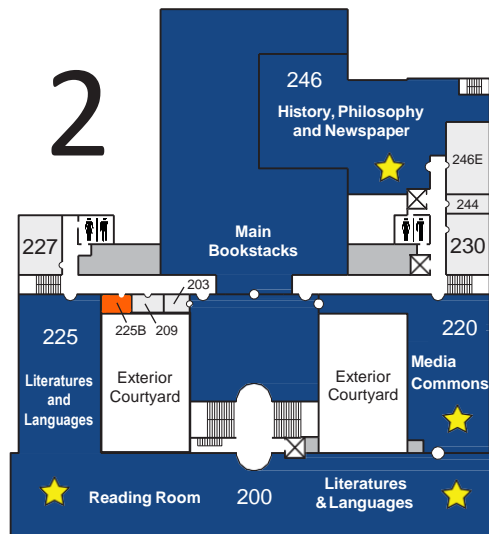 2
246
History, Philosophy
and Newspaper
246E
244
230
227
Main
Bookstacks
203
225B
209
225
Literatures
and
Languages
Exterior
Courtyard
Exterior
Courtyard
220
Media
Commons
Reading Room
200
Literatures
& Languages